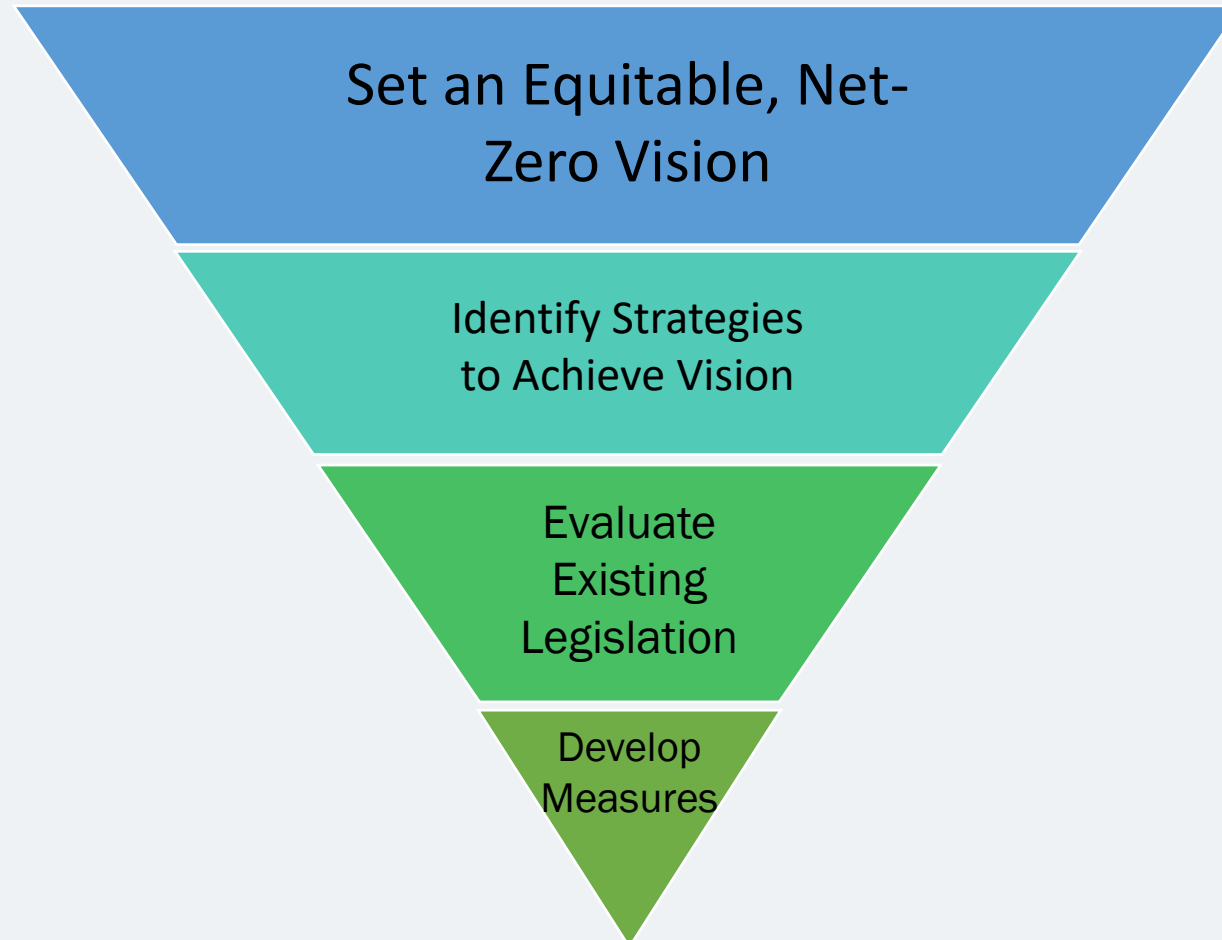 Set an Equitable, Net-
Zero Vision
Identify Strategies
to Achieve Vision
Evaluate
Existing
Legislation
Develop
Measures